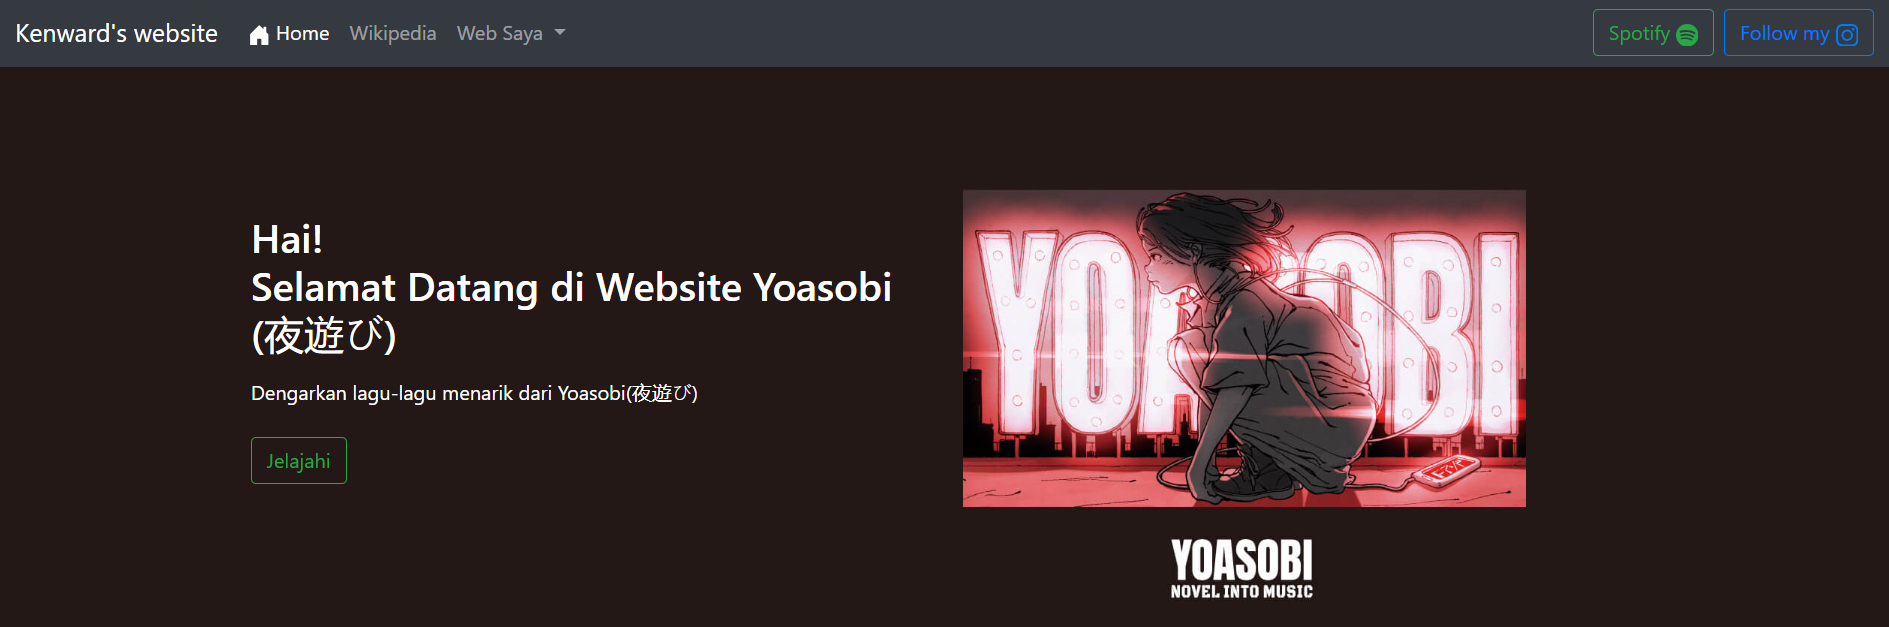 Kenward's website Home Wikipedia Web Saya Spotify Follow my
Hai!
Selamat Datang di Website Yoasobi
(夜遊び)
Dengarkan lagu-lagu menarik dari Yoasobi(夜遊び)
Jelajahi
YOASOBI
YOASOBI
NOVEL INTO MUSIC